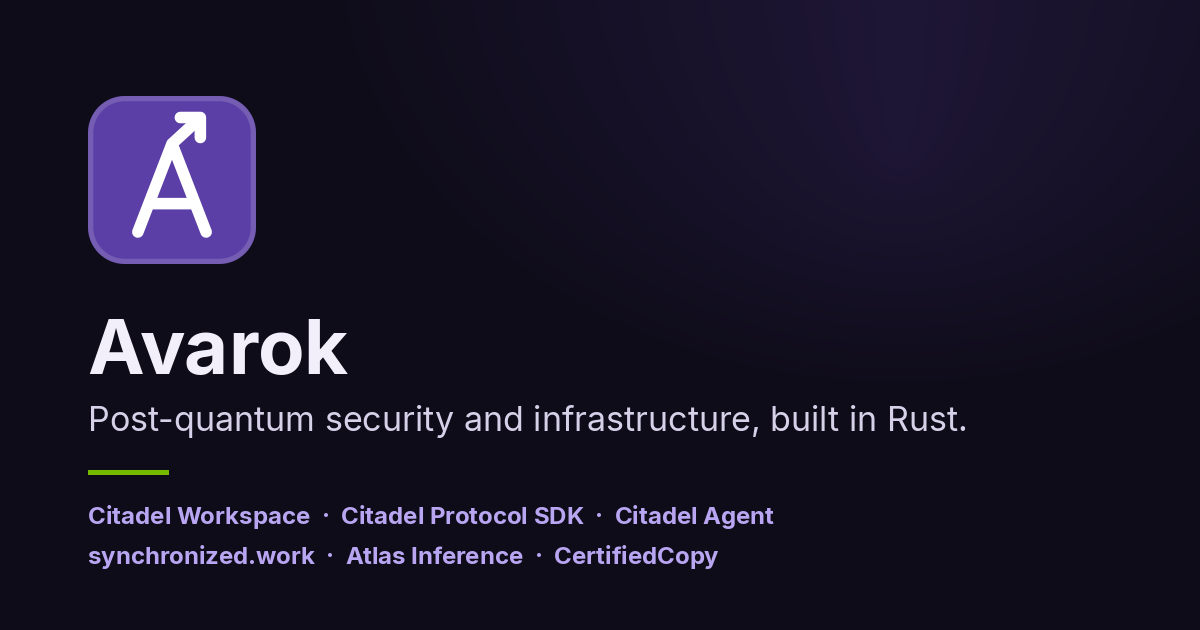 Avarok
Post-quantum security and infrastructure, built in Rust.
Citadel Workspace · Citadel Protocol SDK · Citadel Agent
synchronized.work · Atlas Inference · CertifiedCopy